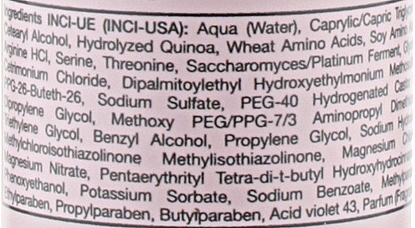 Ingredients INCI-UE (INCI-USA): Aqua (Water), Caprylic/Capric
Cetearyl Alcohol, Hydrolyzed Quinoa, Wheat Amino Acids, Soy
Arginine HCl, Serine, Threonine, Saccharomyces/Platinum Ferment,
Cetrimonium Chloride, Dipalmitoylethyl Hydroxyethylmonium
PPG-26-Buteth-26, Sodium Sulfate, PEG-40 Hydrogenated
Dipropylene Glycol, Methoxy PEG/PPG-7/3 Aminopropyl
Glycol, Benzyl Alcohol, Propylene Glycol, Sodium
Methylchloroisothiazolinone Methylisothiazolinone, Magnesium
Magnesium Nitrate, Pentaerythrityl Tetra-di-t-butyl
Phenoxyethanol, Potassium Sorbate, Sodium Benzoate,
Ethylparaben, Propylparaben, Butylparaben, Acid violet 43, Parfum